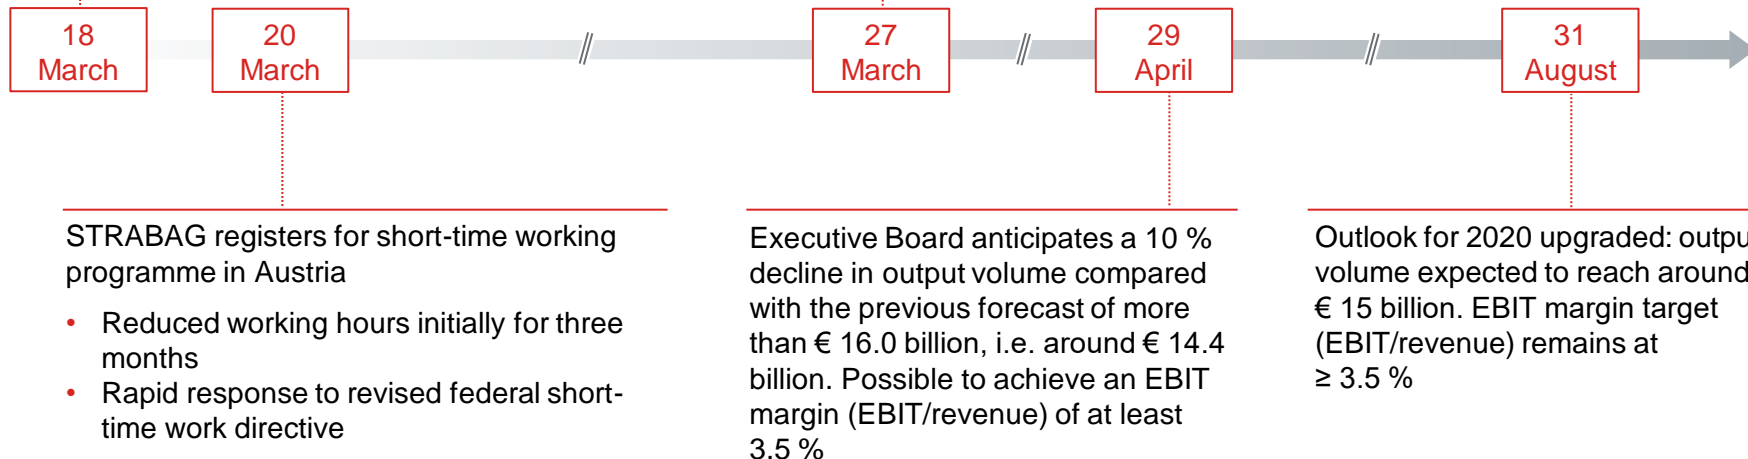 18
March
20
March
27
March
29
April
31
August
STRABAG registers for short-time working
programme in Austria
• Reduced working hours initially for three
months
• Rapid response to revised federal short-
time work directive
Executive Board anticipates a 10 %
decline in output volume compared
with the previous forecast of more
than € 16.0 billion, i.e. around € 14.4
billion. Possible to achieve an EBIT
margin (EBIT/revenue) of at least
3.5 %
Outlook for 2020 upgraded: outpu
volume expected to reach around
€ 15 billion. EBIT margin target
(EBIT/revenue) remains at
≥ 3.5 %